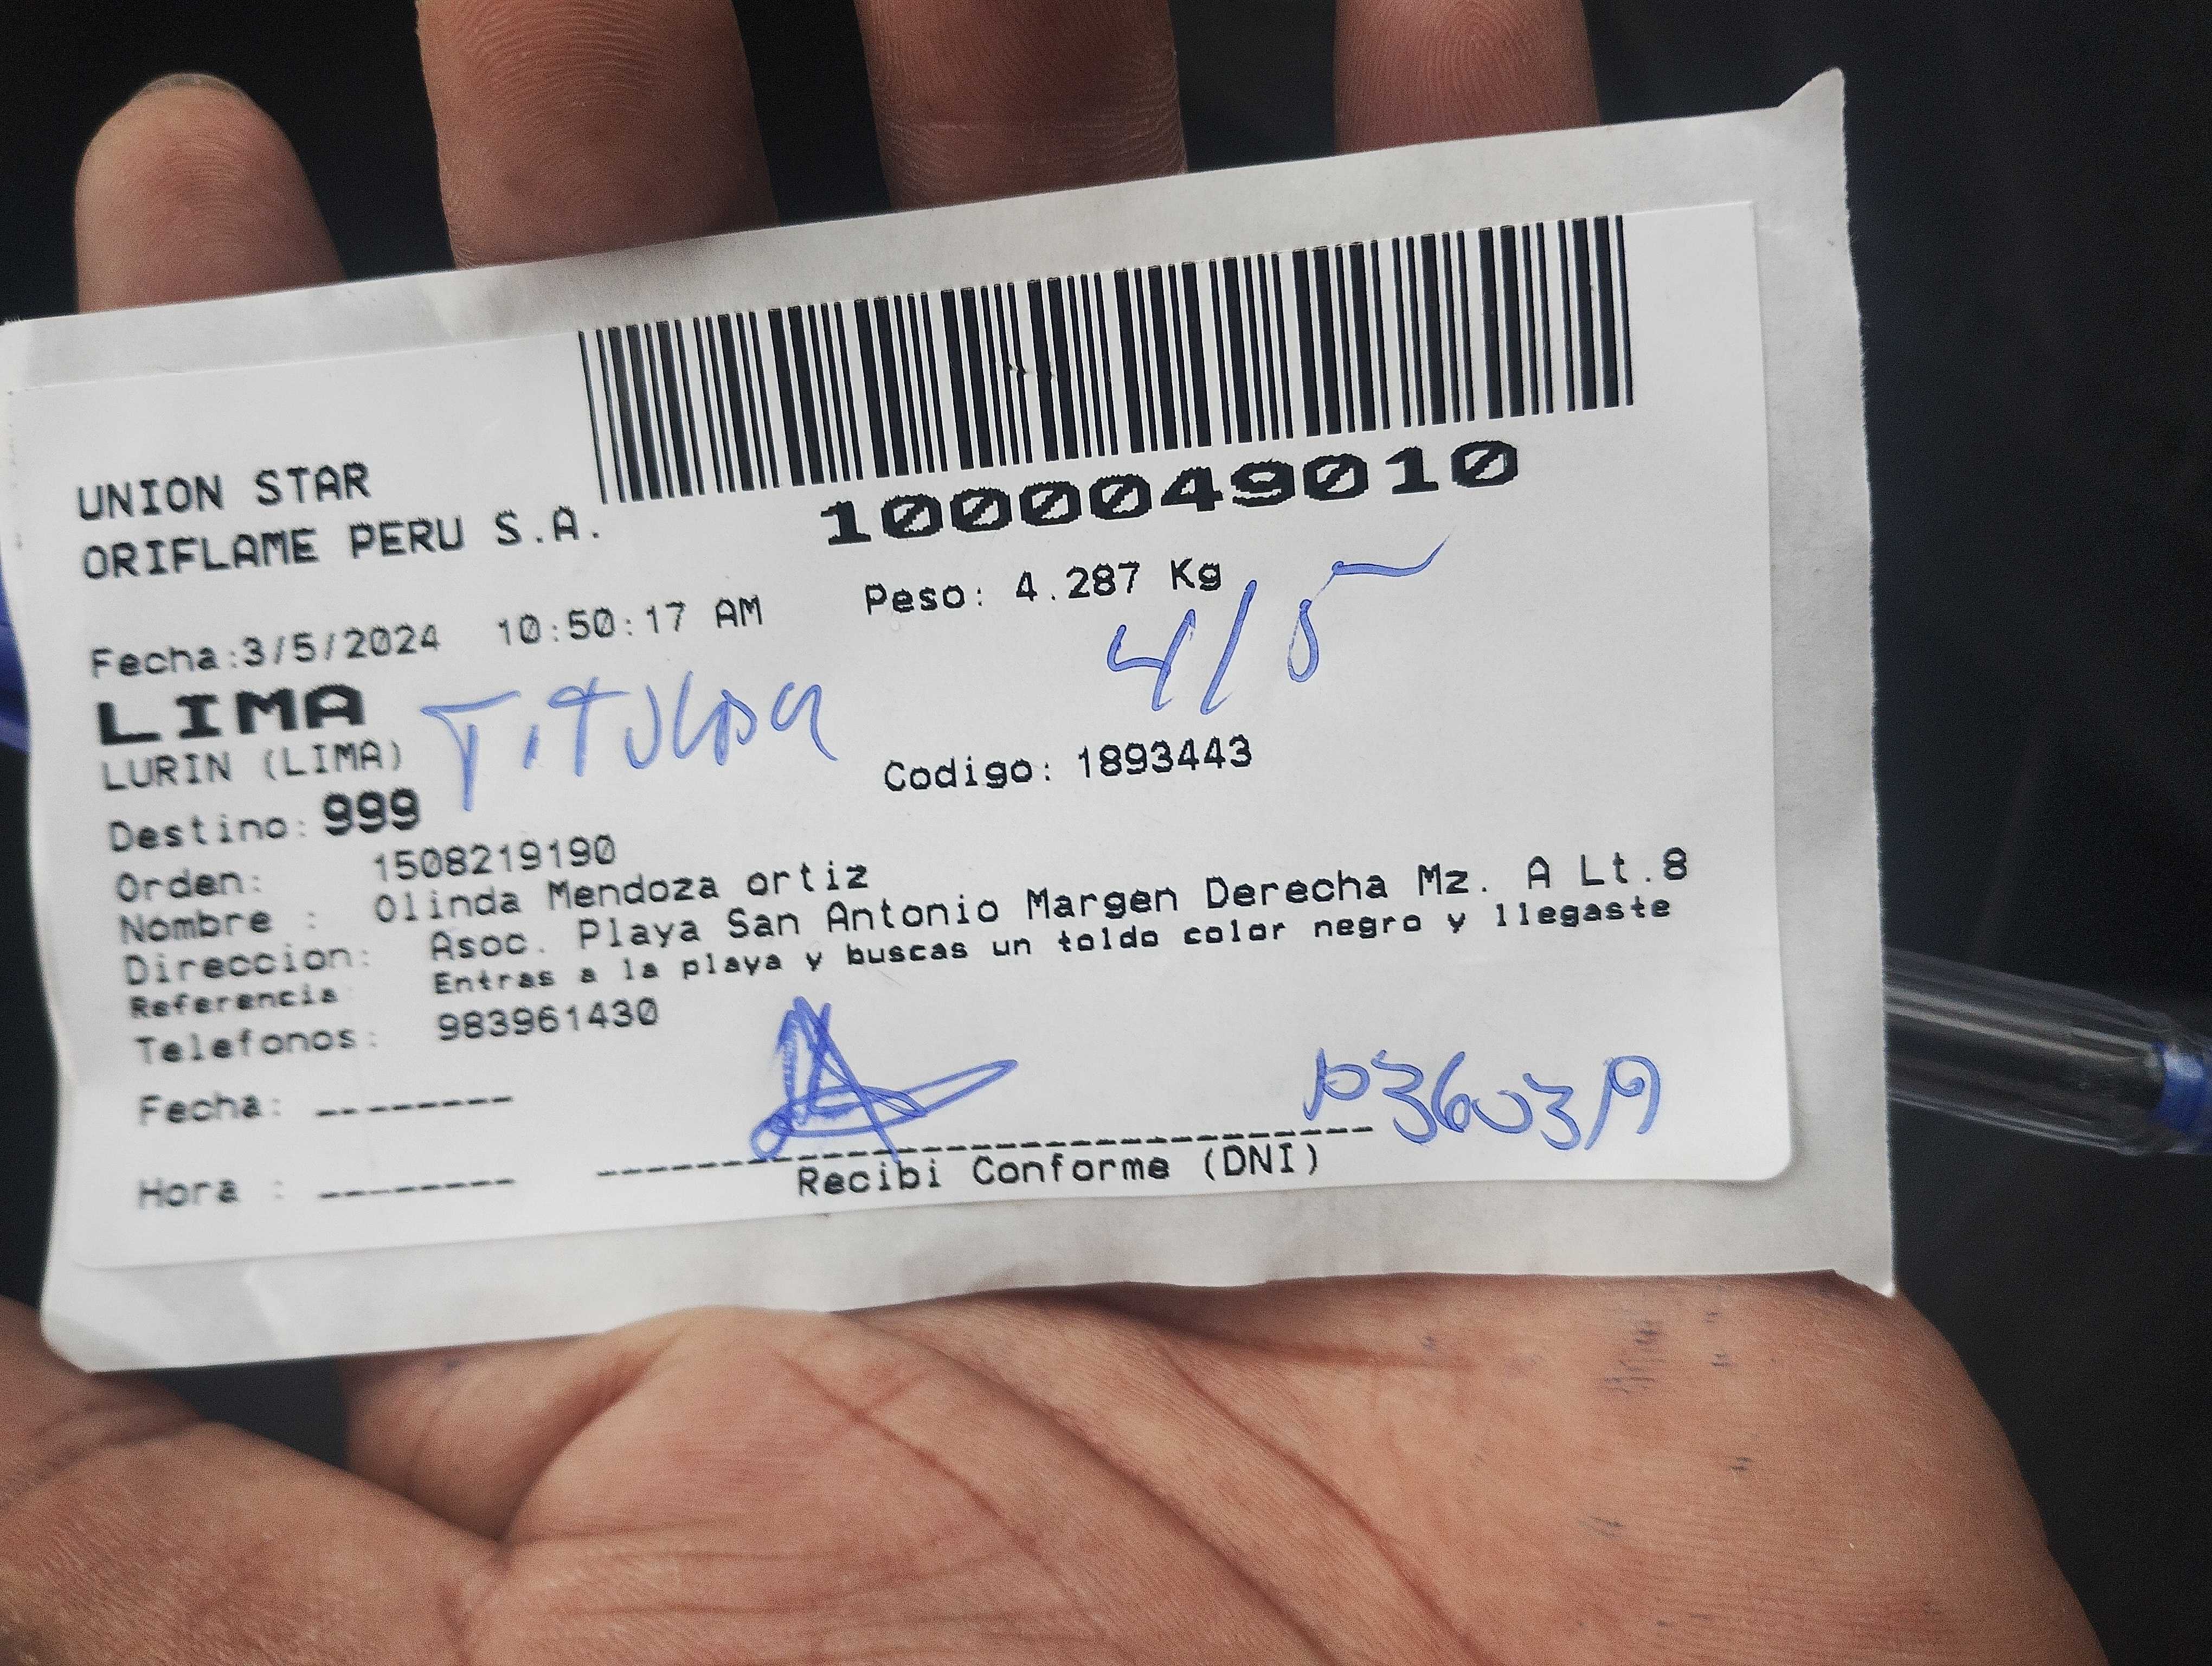 UNION STAR
ORIFLAME PERU S.A.
1000049010
Fecha:3/5/2024 10:50:17 AM Peso: 4.287 Kg
4/5
LIMA
LURIN (LIMA)
TITULAR
Codigo: 1893443
Destino: 999
Orden: 1508219190
Nombre : Olinda Mendoza ortiz
Direccion: Asoc. Playa San Antonio Margen Derecha Mz. A Lt.8
Referencia: Entras a la playa y buscas un toldo color negro y llegaste
Telefonos: 983961430
Fecha: --------
Hora : --------
Recibi Conforme (DNI)